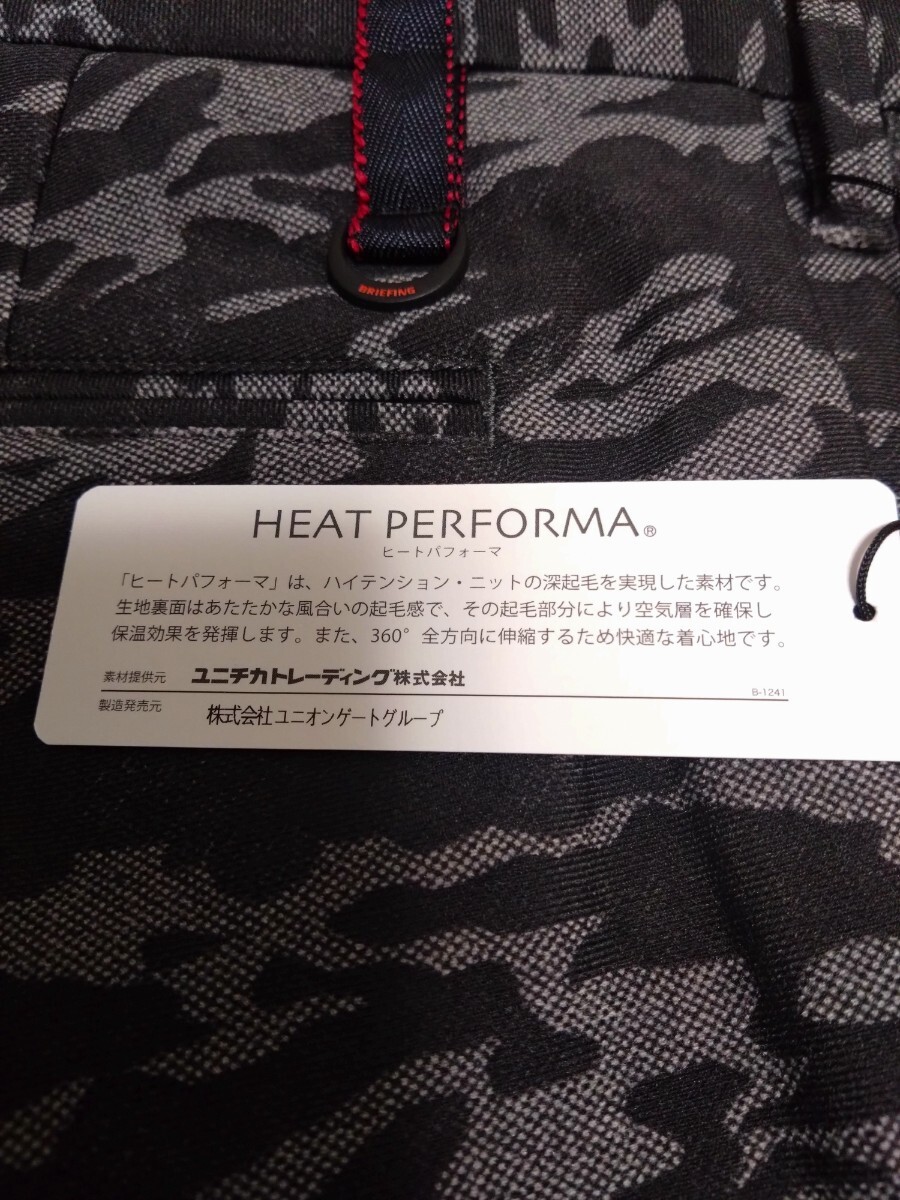 BRIEFING
HEAT PERFORMA®
ヒートパフォーマ
「ヒートパフォーマ」は、ハイテンション・ニットの深起毛を実現した素材です。
生地裏面はあたたかな風合いの起毛感で、その起毛部分により空気層を確保し
保温効果を発揮します。また、360°全方向に伸縮するため快適な着心地です。
素材提供元 ユニチカトレーディング株式会社
B-1241
製造発売元 株式会社ユニオンゲートグループ